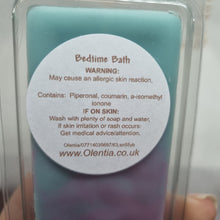 Bedtime Bath
WARNING:
May cause an allergic skin reaction,
Contains: Piperonal, coumarin, a-isomethyl
ionone
IF ON SKIN:
Wash with plenty of soap and water,
if skin irritation or rash occurs:
Get medical advice/attention.
www.Olentia.co.uk